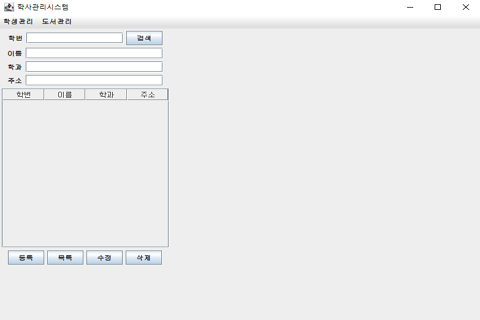 학사관리시스템
학생관리 도서관리
학번 검색
이름
학과
주소
학번 이름 학과 주소
등록 목록 수정 삭제